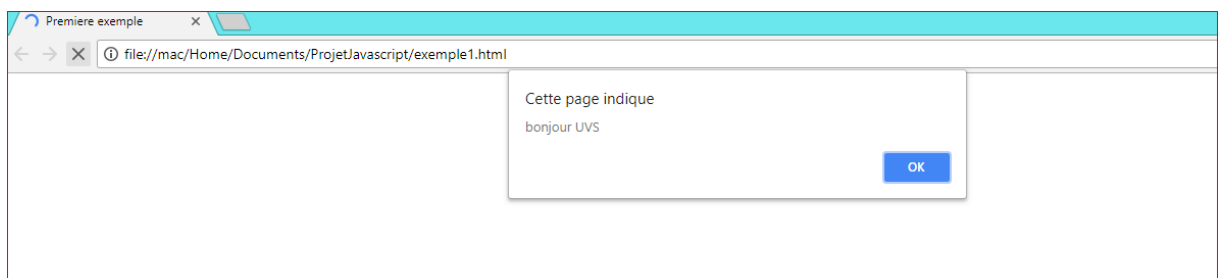 Premiere exemple
file://mac/Home/Documents/ProjetJavascript/exemple1.html
Cette page indique
bonjour UVS
OK